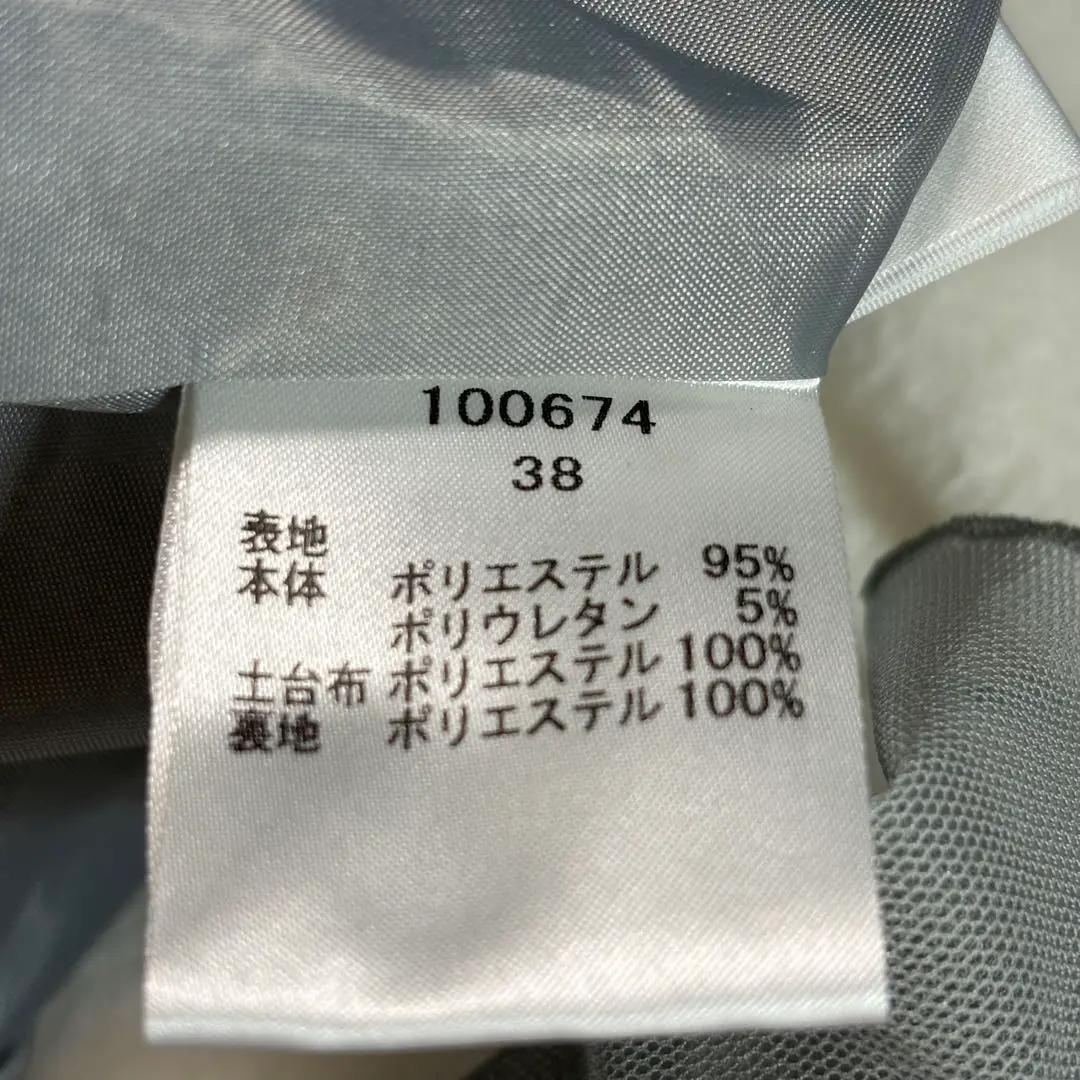 100674
38
表地
本体 ポリエステル 95%
ポリウレタン 5%
土台布 ポリエステル 100%
裏地 ポリエステル 100%